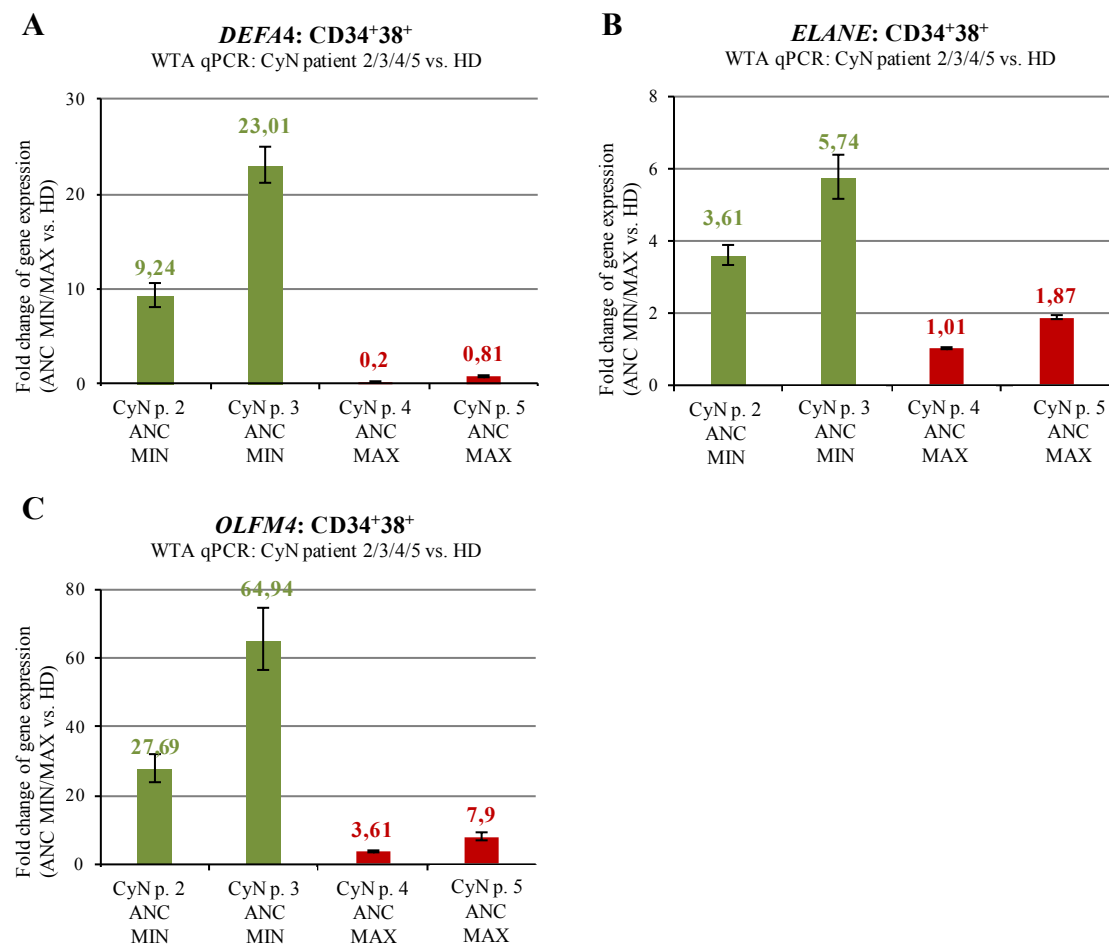 A
DEFA4: CD34⁺38⁺
WTA qPCR: CyN patient 2/3/4/5 vs. HD
Fold change of gene expression
(ANC MIN/MAX vs. HD)
30
20
10
0
9,24
23,01
0,2
0,81
CyN p. 2
ANC
MIN
CyN p. 3
ANC
MIN
CyN p. 4
ANC
MAX
CyN p. 5
ANC
MAX
B
ELANE: CD34⁺38⁺
WTA qPCR: CyN patient 2/3/4/5 vs. HD
Fold change of gene expression
(ANC MIN/MAX vs. HD)
8
6
4
2
0
3,61
5,74
1,01
1,87
CyN p. 2
ANC
MIN
CyN p. 3
ANC
MIN
CyN p. 4
ANC
MAX
CyN p. 5
ANC
MAX
C
OLFM4: CD34⁺38⁺
WTA qPCR: CyN patient 2/3/4/5 vs. HD
Fold change of gene expression
(ANC MIN/MAX vs. HD)
80
60
40
20
0
27,69
64,94
3,61
7,9
CyN p. 2
ANC
MIN
CyN p. 3
ANC
MIN
CyN p. 4
ANC
MAX
CyN p. 5
ANC
MAX